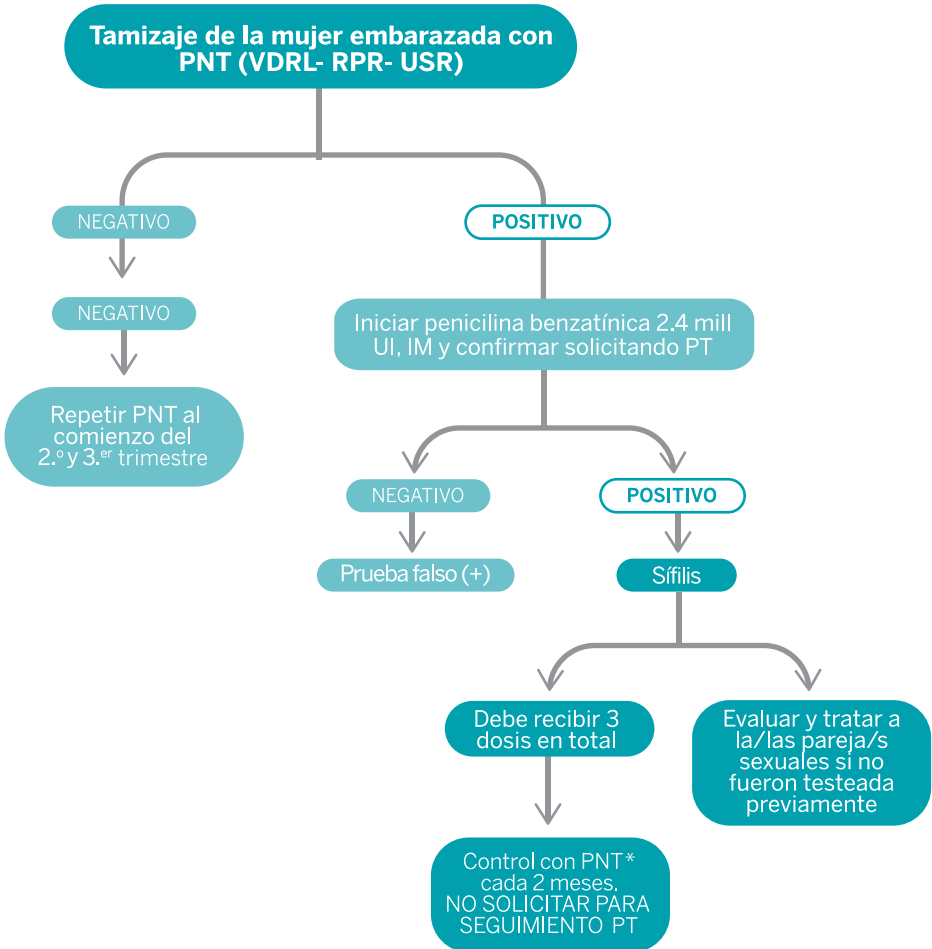 Tamizaje de la mujer embarazada con
PNT (VDRL- RPR- USR)
NEGATIVO
POSITIVO
NEGATIVO
Iniciar penicilina benzatínica 2.4 mill
UI, IM y confirmar solicitando PT
Repetir PNT al
comienzo del
2.º y 3.er trimestre
NEGATIVO
POSITIVO
Prueba falso (+)
Sífilis
Debe recibir 3
dosis en total
Evaluar y tratar a
la/las pareja/s
sexuales si no
fueron testeada
previamente
Control con PNT*
cada 2 meses.
NO SOLICITAR PARA
SEGUIMIENTO PT